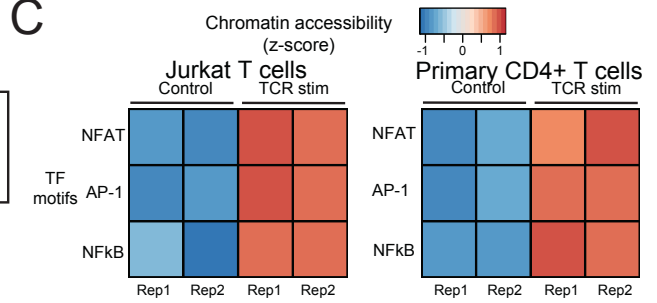 C
Chromatin accessibility
(z-score)
-1 0 1
Jurkat T cells
Control TCR stim
NFAT
TF
motifs
AP-1
NFkB
Rep1 Rep2 Rep1 Rep2
Primary CD4+ T cells
Control TCR stim
NFAT
AP-1
NFkB
Rep1 Rep2 Rep1 Rep2